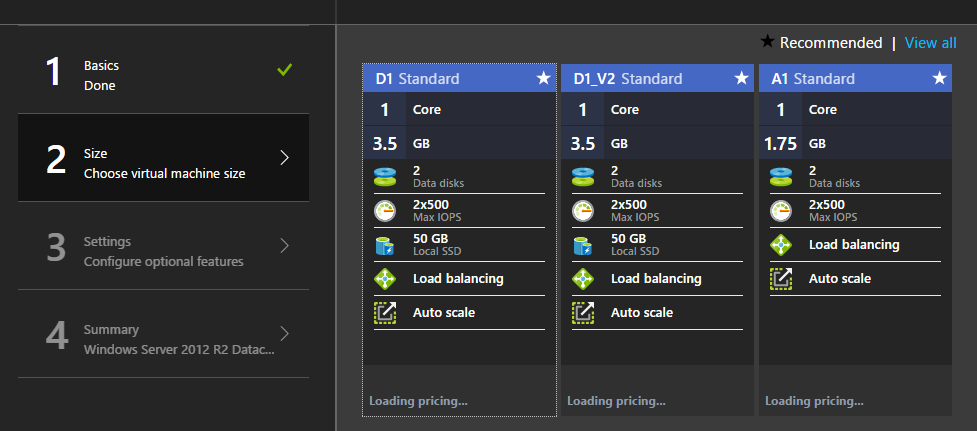 1 Basics
Done
2 Size
Choose virtual machine size
3 Settings
Configure optional features
4 Summary
Windows Server 2012 R2 Datac...
Recommended | View all
D1 Standard
1 Core
3.5 GB
2
Data disks
2x500
Max IOPS
50 GB
Local SSD
Load balancing
Auto scale
Loading pricing...
D1_V2 Standard
1 Core
3.5 GB
2
Data disks
2x500
Max IOPS
50 GB
Local SSD
Load balancing
Auto scale
Loading pricing...
A1 Standard
1 Core
1.75 GB
2
Data disks
2x500
Max IOPS
Load balancing
Auto scale
Loading pricing...